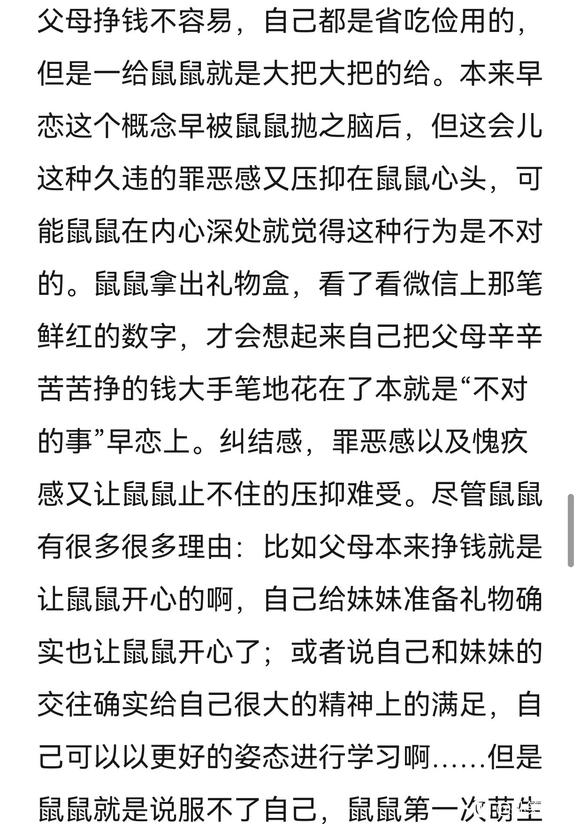 父母挣钱不容易，自己都是省吃俭用的，
但是一给鼠鼠就是大把大把的给。本来早
恋这个概念早被鼠鼠抛之脑后，但这会儿
这种久违的罪恶感又压抑在鼠鼠心头，可
能鼠鼠在内心深处就觉得这种行为是不对
的。鼠鼠拿出礼物盒，看了看微信上那笔
鲜红的数字，才会想起来自己把父母辛辛
苦苦挣的钱大手笔地花在了本就是“不对
的事”早恋上。纠结感，罪恶感以及愧疚
感又让鼠鼠止不住的压抑难受。尽管鼠鼠
有很多很多理由：比如父母本来挣钱就是
让鼠鼠开心的啊，自己给妹妹准备礼物确
实也让鼠鼠开心了；或者说自己和妹妹的
交往确实给自己很大的精神上的满足，自
己可以以更好的姿态进行学习啊……但是
鼠鼠就是说服不了自己，鼠鼠第一次萌生